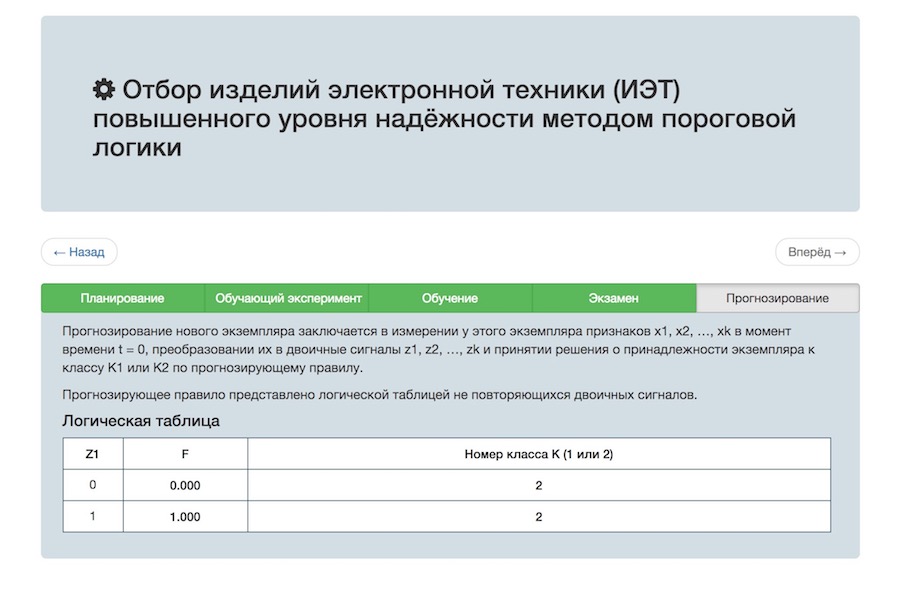 Отбор изделий электронной техники (ИЭТ)
повышенного уровня надёжности методом пороговой
логики
← Назад
Вперёд →
Планирование Обучающий эксперимент Обучение Экзамен Прогнозирование
Прогнозирование нового экземпляра заключается в измерении у этого экземпляра признаков x1, x2, …, xk в момент
времени t = 0, преобразовании их в двоичные сигналы z1, z2, …, zk и принятии решения о принадлежности экземпляра к
классу K1 или K2 по прогнозирующему правилу.
Прогнозирующее правило представлено логической таблицей не повторяющихся двоичных сигналов.
Логическая таблица
Z1 F Номер класса K (1 или 2)
0 0.000 2
1 1.000 2